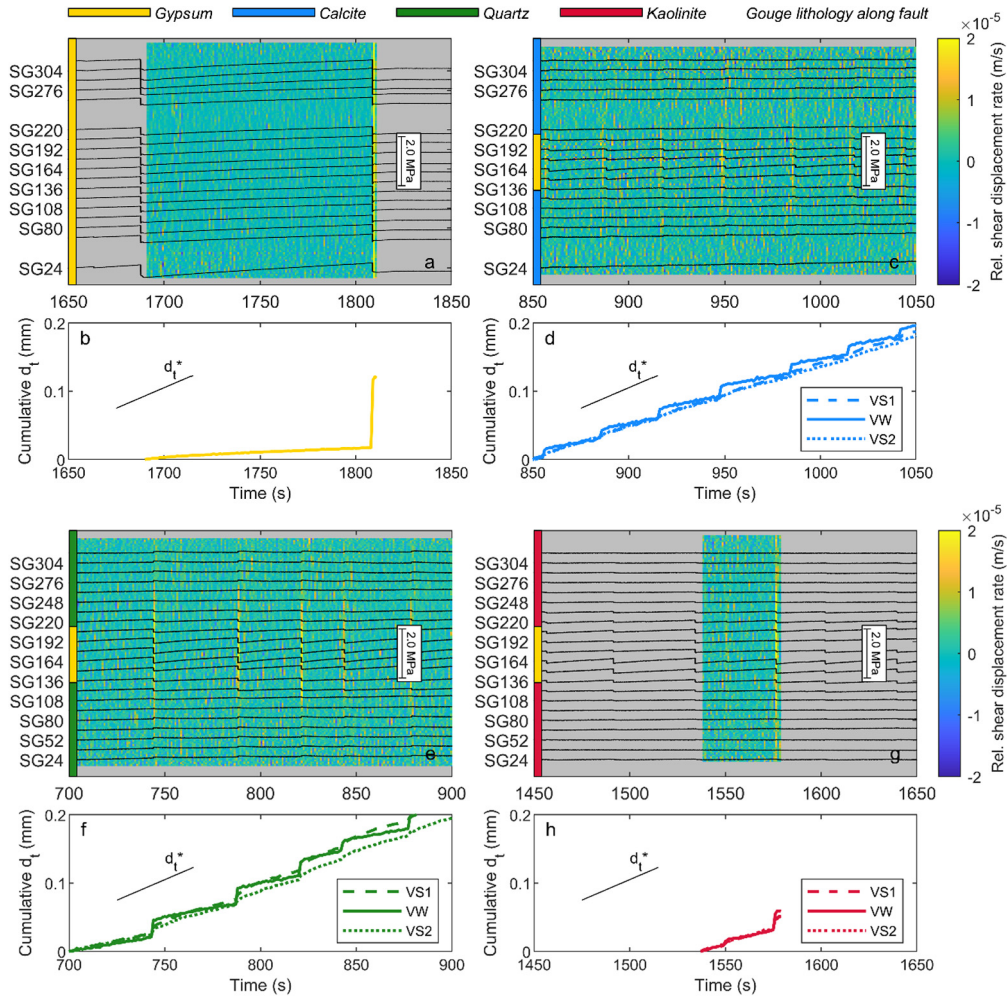 Gypsum Calcite Quartz Kaolinite Gouge lithology along fault
SG304
SG276
SG220
SG192
SG164
SG136
SG108
SG80
SG24
2.0 MPa
a
1650 1700 1750 1800 1850
SG304
SG276
SG220
SG192
SG164
SG136
SG108
SG80
SG24
2.0 MPa
c
850 900 950 1000 1050
×10-5
2
1
0
-1
-2
Rel. shear displacement rate (m/s)
Cumulative dt (mm)
0.2
0.1
0
b
dt*
1650 1700 1750 1800 1850
Time (s)
Cumulative dt (mm)
0.2
0.1
0
d
dt*
VS1
VW
VS2
850 900 950 1000 1050
Time (s)
SG304
SG276
SG248
SG220
SG192
SG164
SG136
SG108
SG80
SG52
SG24
2.0 MPa
e
700 750 800 850 900
SG304
SG276
SG248
SG220
SG192
SG164
SG136
SG108
SG80
SG52
SG24
2.0 MPa
g
1450 1500 1550 1600 1650
×10-5
2
1
0
-1
-2
Rel. shear displacement rate (m/s)
Cumulative dt (mm)
0.2
0.1
0
f
dt*
VS1
VW
VS2
700 750 800 850 900
Time (s)
Cumulative dt (mm)
0.2
0.1
0
h
dt*
VS1
VW
VS2
1450 1500 1550 1600 1650
Time (s)